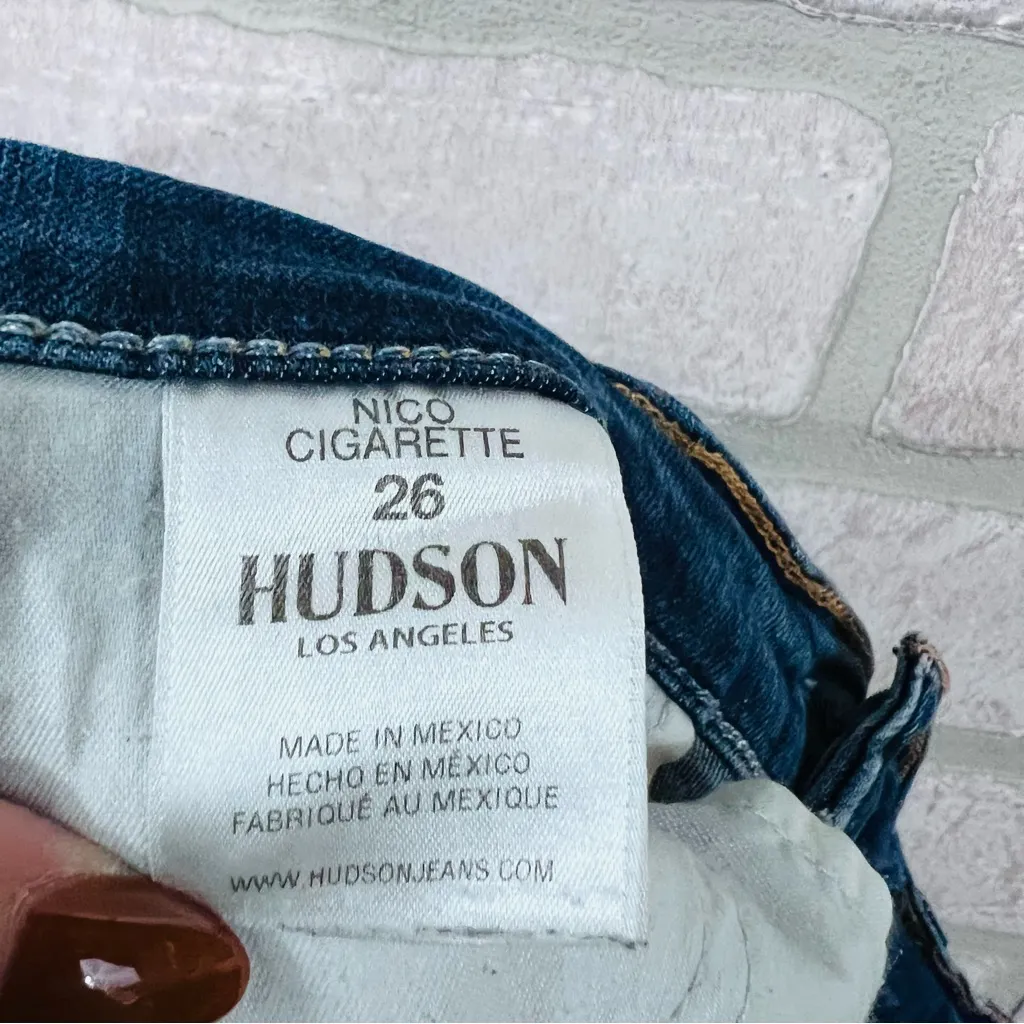 NICO
CIGARETTE
26
HUDSON
LOS ANGELES
MADE IN MEXICO
HECHO EN MÉXICO
FABRIQUÉ AU MEXIQUE
WWW.HUDSONJEANS.COM